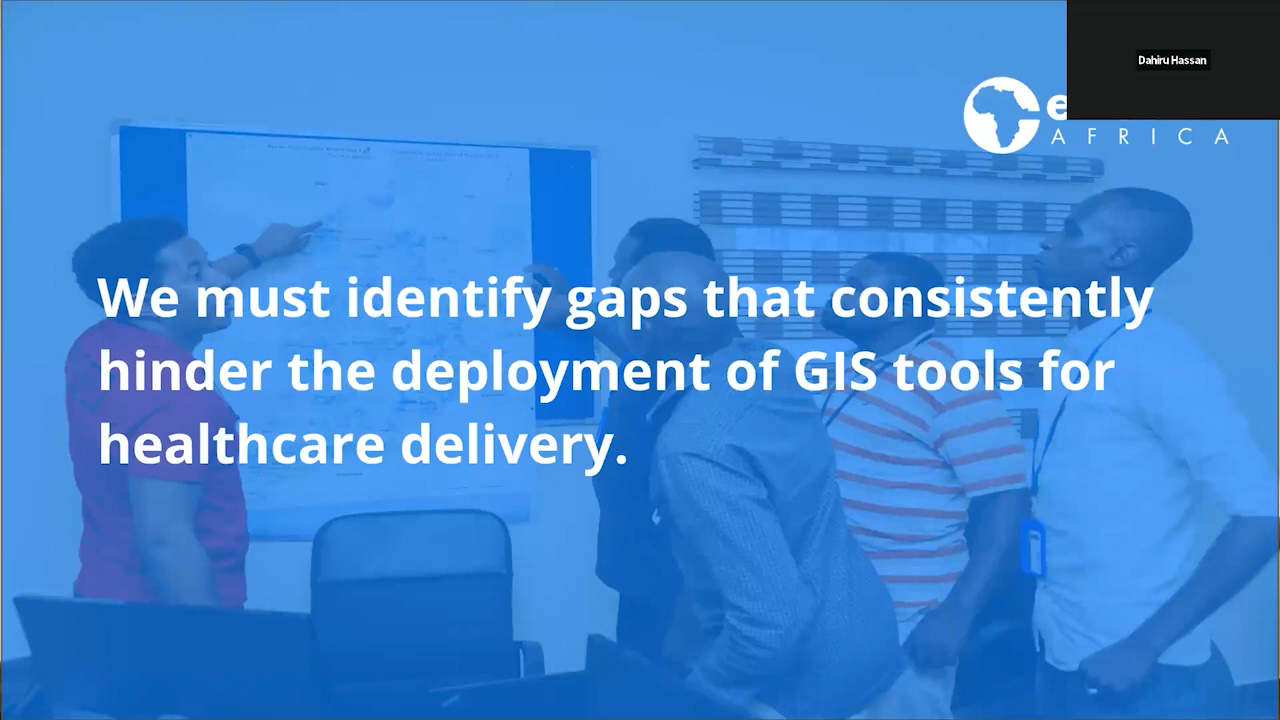 Dahiru Hassan
AFRICA
We must identify gaps that consistently
hinder the deployment of GIS tools for
healthcare delivery.